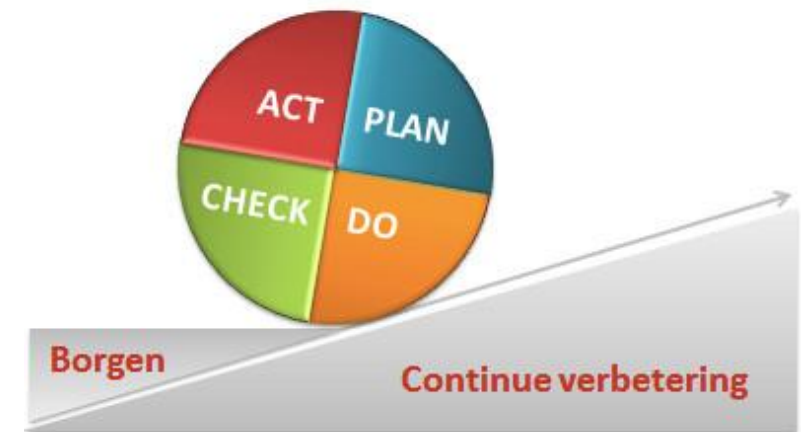 ACT
PLAN
CHECK
DO
Borgen
Continue verbetering